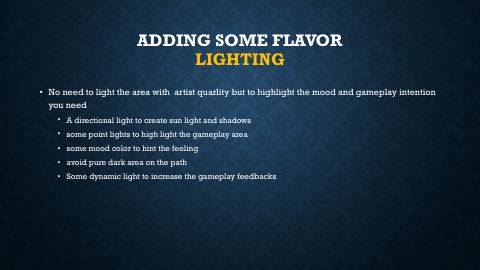 ADDING SOME FLAVOR
LIGHTING
• No need to light the area with  artist quarlity but to highlight the mood and gameplay intention
you need
• A directional light to create sun light and shadows
• some point lights to high light the gameplay area
• some mood color to hint the feeling
• avoid pure dark area on the path
• Some dynamic light to increase the gameplay feedbacks